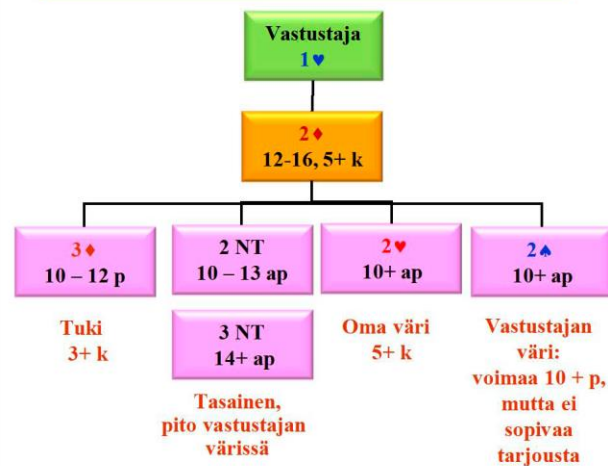 Vastustaja
1♥
2♦
12-16, 5+ k
3♦
10 – 12 p
Tuki
3+ k
2 NT
10 – 13 ap
3 NT
14+ ap
Tasainen,
pito vastustajan
värissä
2♥
10+ ap
Oma väri
5+ k
2♠
10+ ap
Vastustajan
väri:
voimaa 10 + p,
mutta ei
sopivaa
tarjousta